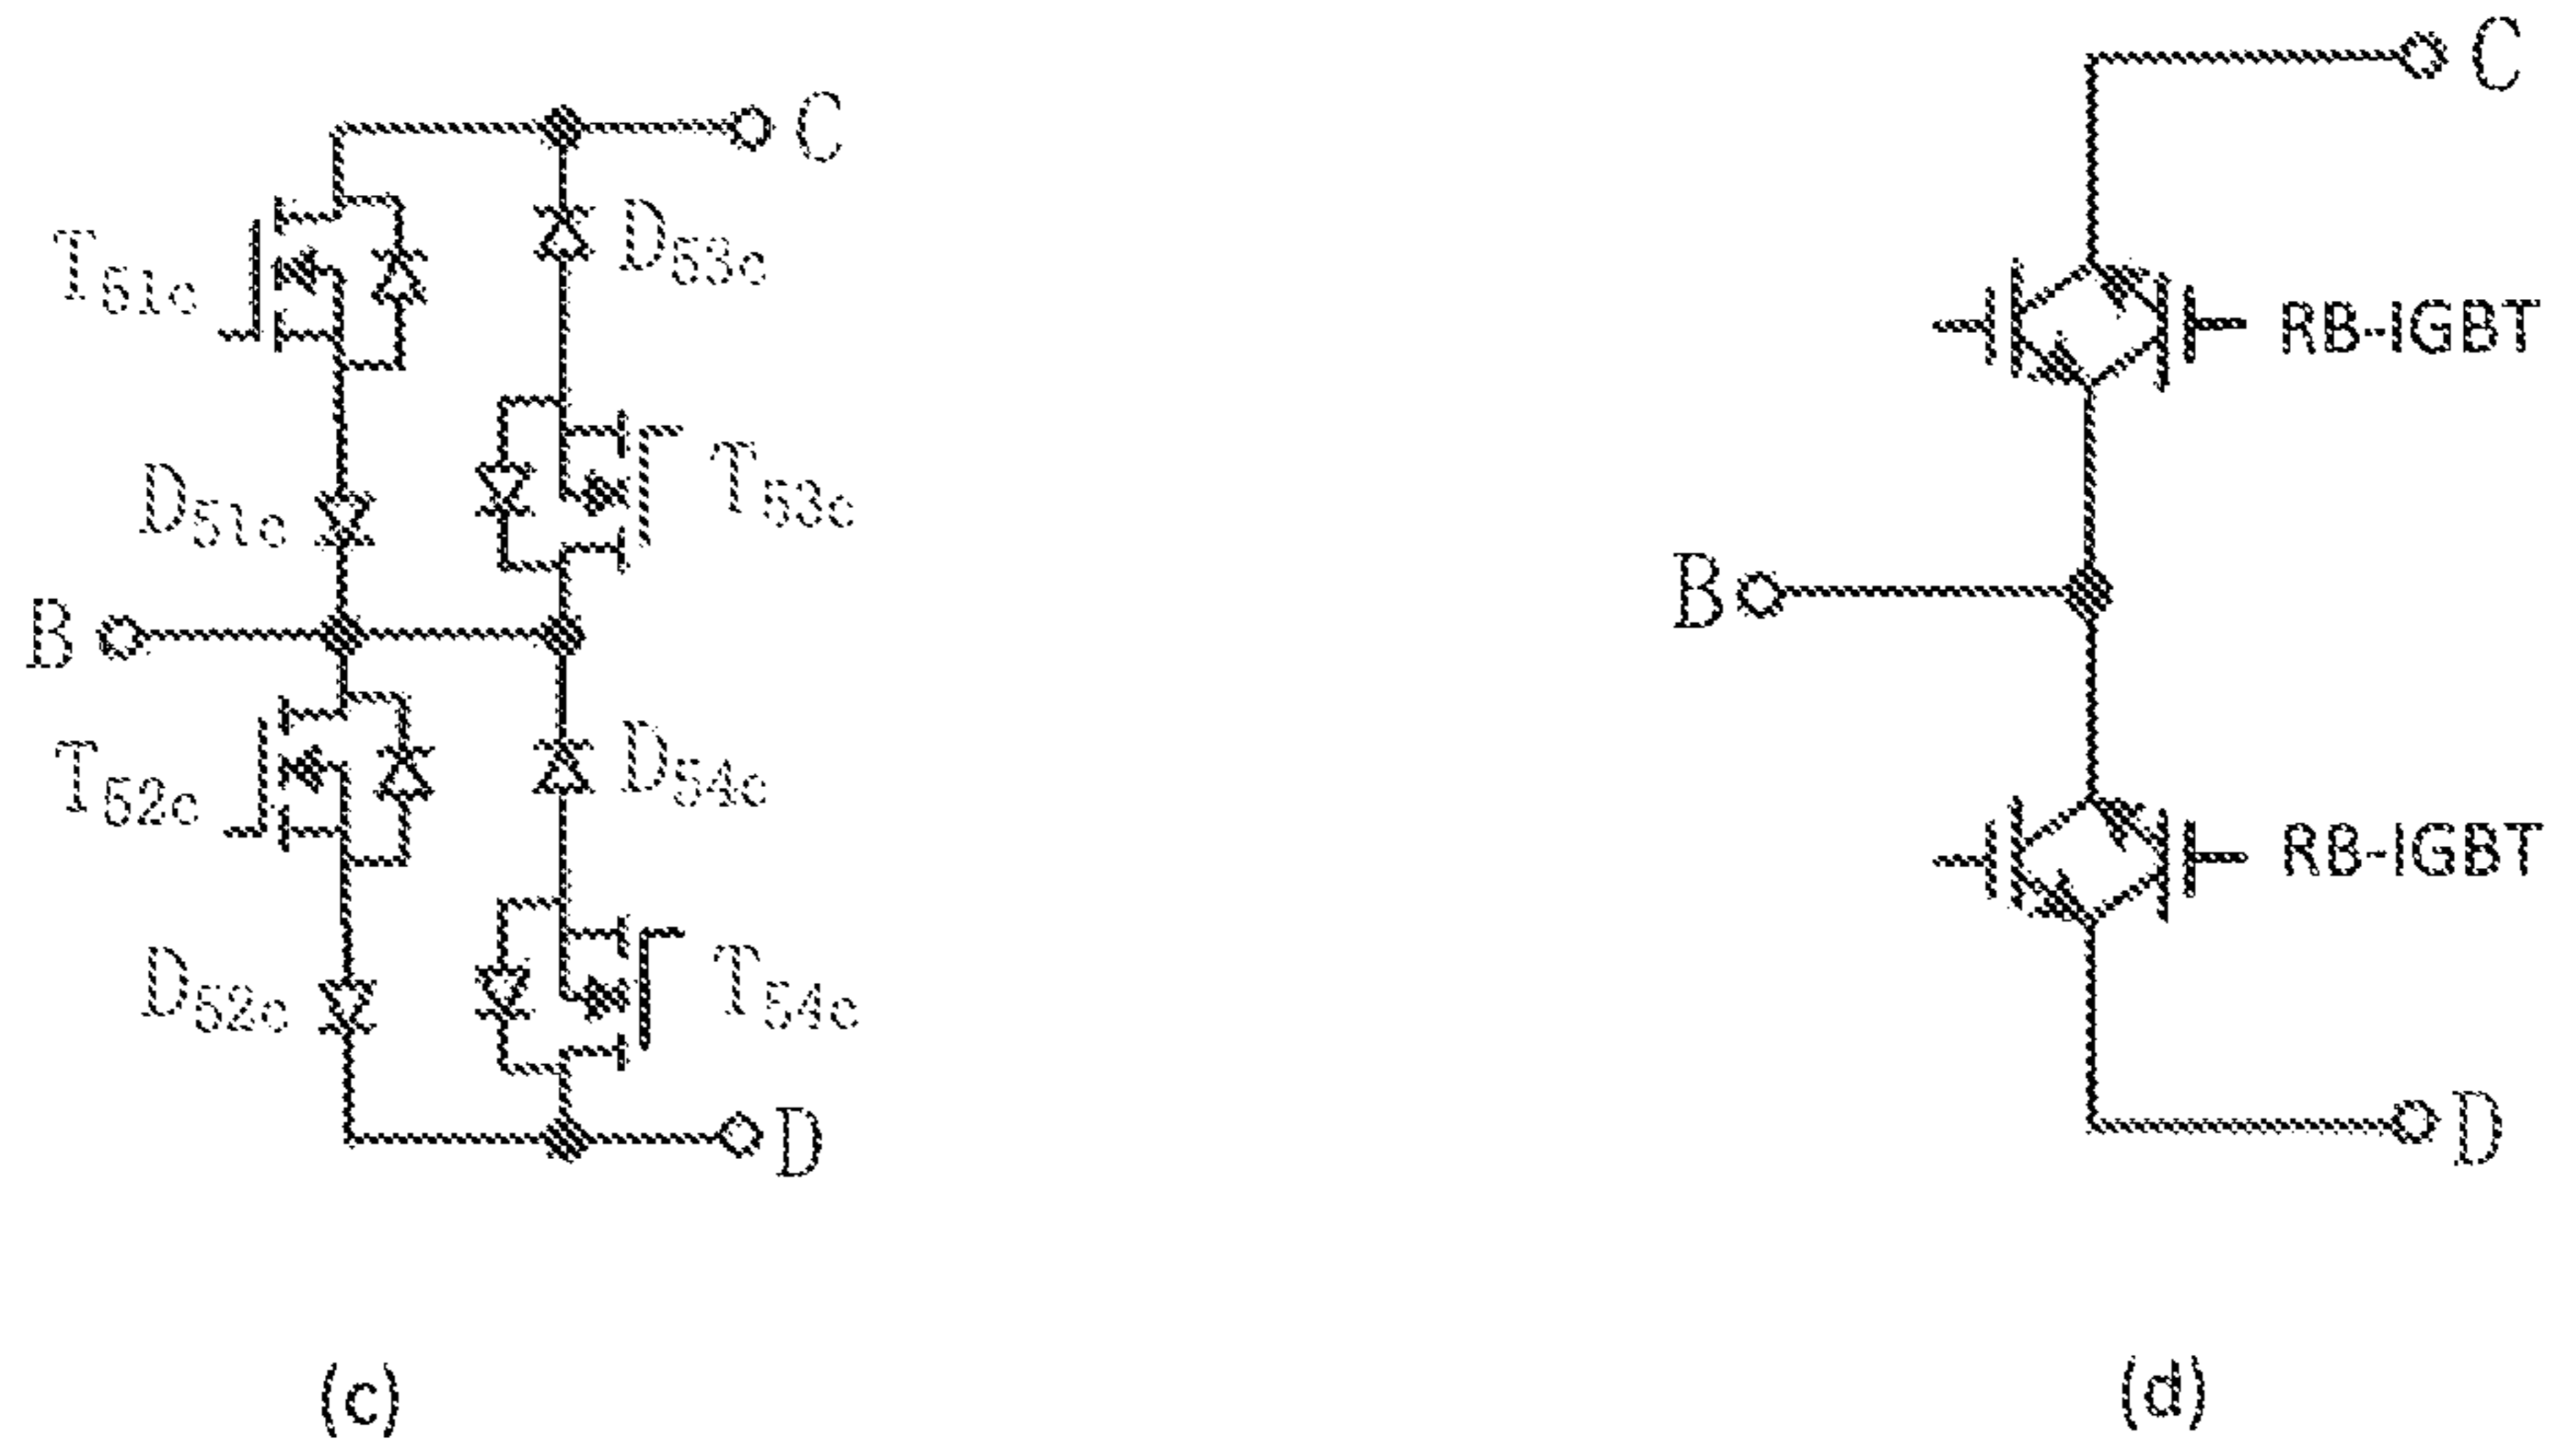 C
D53c
T51c
T53c
D51c
B
D54c
T52c
T54c
D52c
D
(c)
C
RB-IGBT
B
RB-IGBT
D
(d)